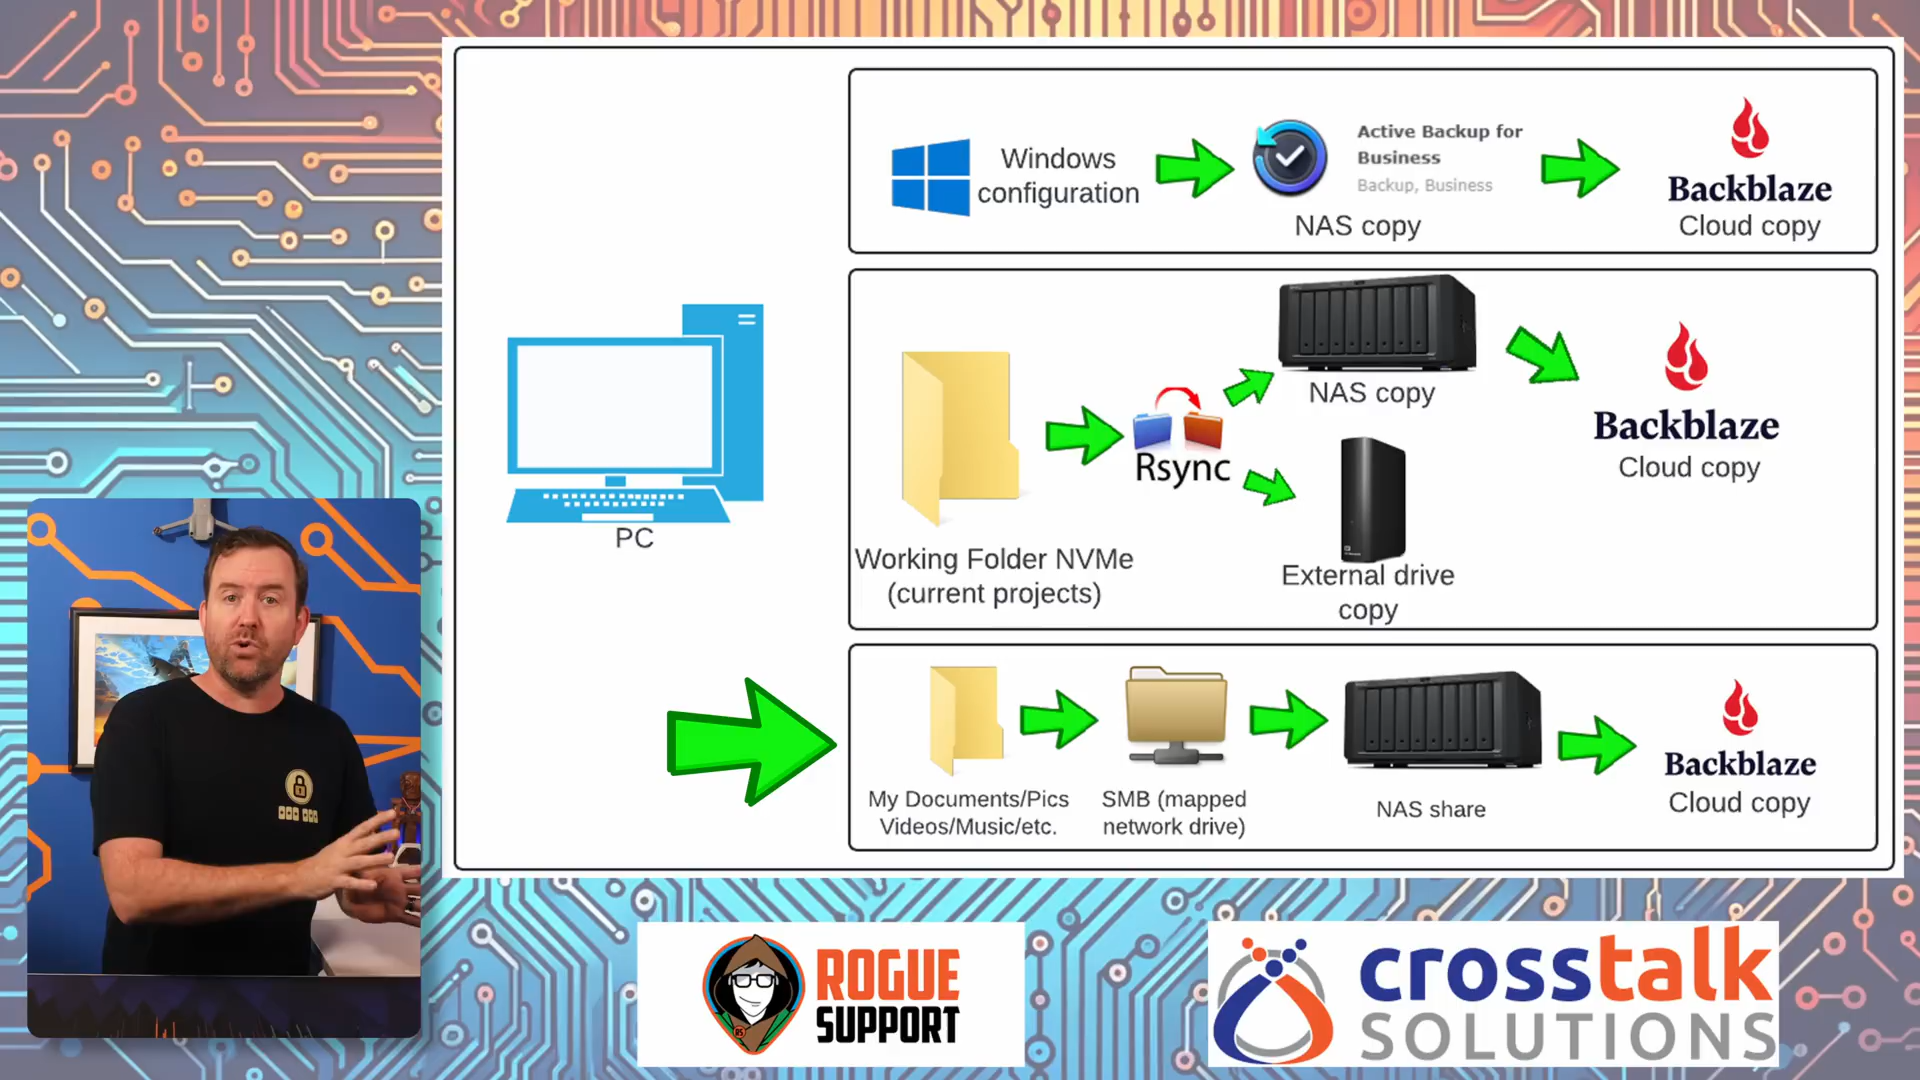 Windows
configuration
Active Backup for
Business
Backup, Business
NAS copy
Backblaze
Cloud copy
PC
Working Folder NVMe
(current projects)
Rsync
NAS copy
External drive
copy
Backblaze
Cloud copy
My Documents/Pics
Videos/Music/etc.
SMB (mapped
network drive)
NAS share
Backblaze
Cloud copy
ROGUE
SUPPORT
RS
crosstalk
SOLUTIONS